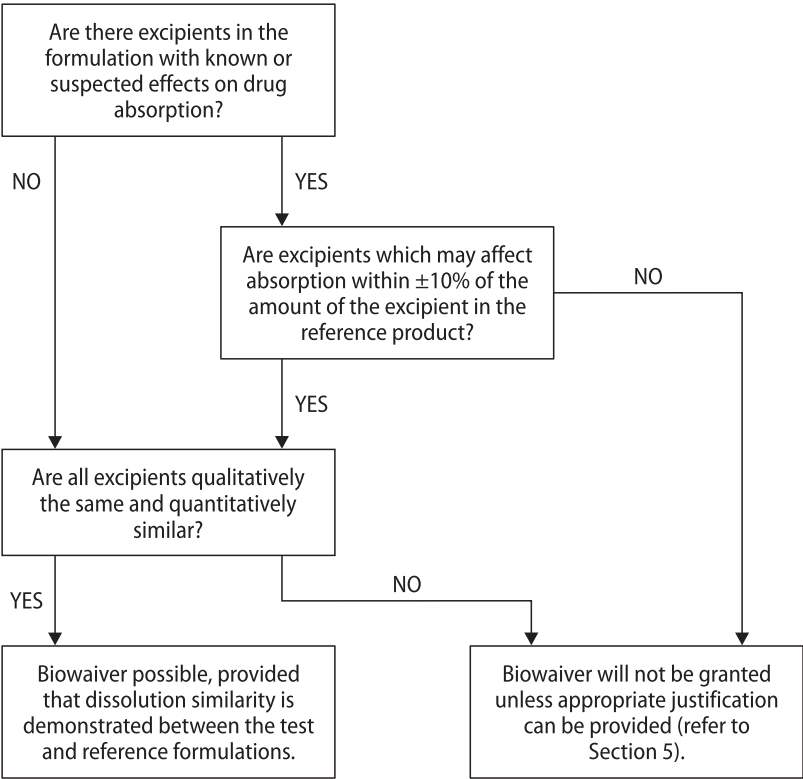 Are there excipients in the
formulation with known or
suspected effects on drug
absorption?
NO
YES
Are excipients which may affect
absorption within ±10% of the
amount of the excipient in the
reference product?
NO
YES
Are all excipients qualitatively
the same and quantitatively
similar?
YES
NO
Biowaiver possible, provided
that dissolution similarity is
demonstrated between the test
and reference formulations.
Biowaiver will not be granted
unless appropriate justification
can be provided (refer to
Section 5).